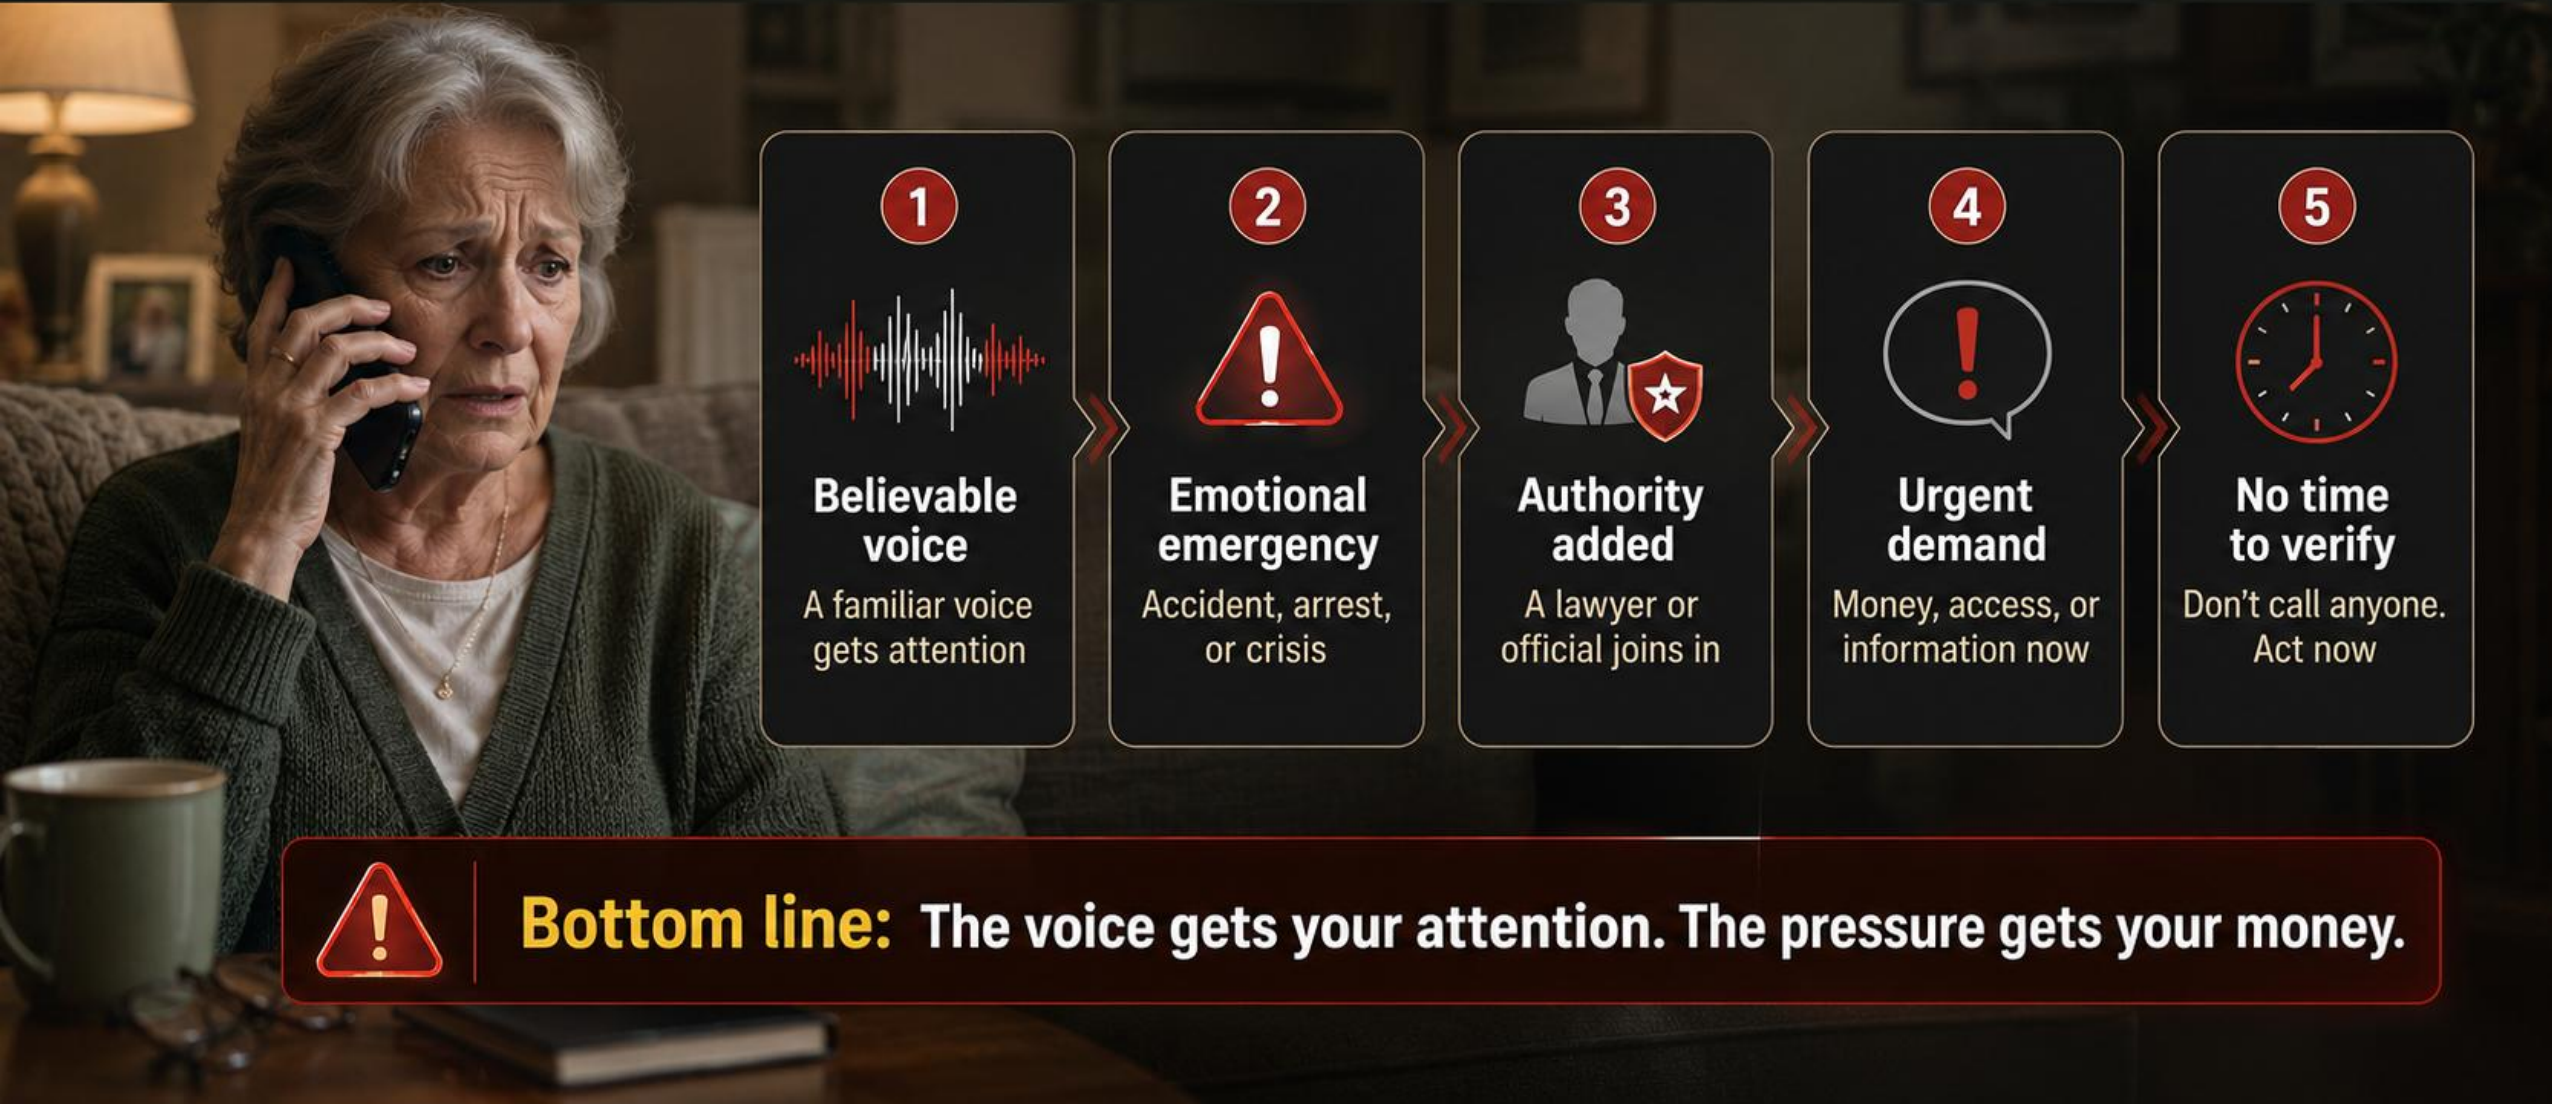 1
Believable
voice
A familiar voice
gets attention
2
Emotional
emergency
Accident, arrest,
or crisis
3
Authority
added
A lawyer or
official joins in
4
Urgent
demand
Money, access, or
information now
5
No time
to verify
Don't call anyone.
Act now
Bottom line: The voice gets your attention. The pressure gets your money.